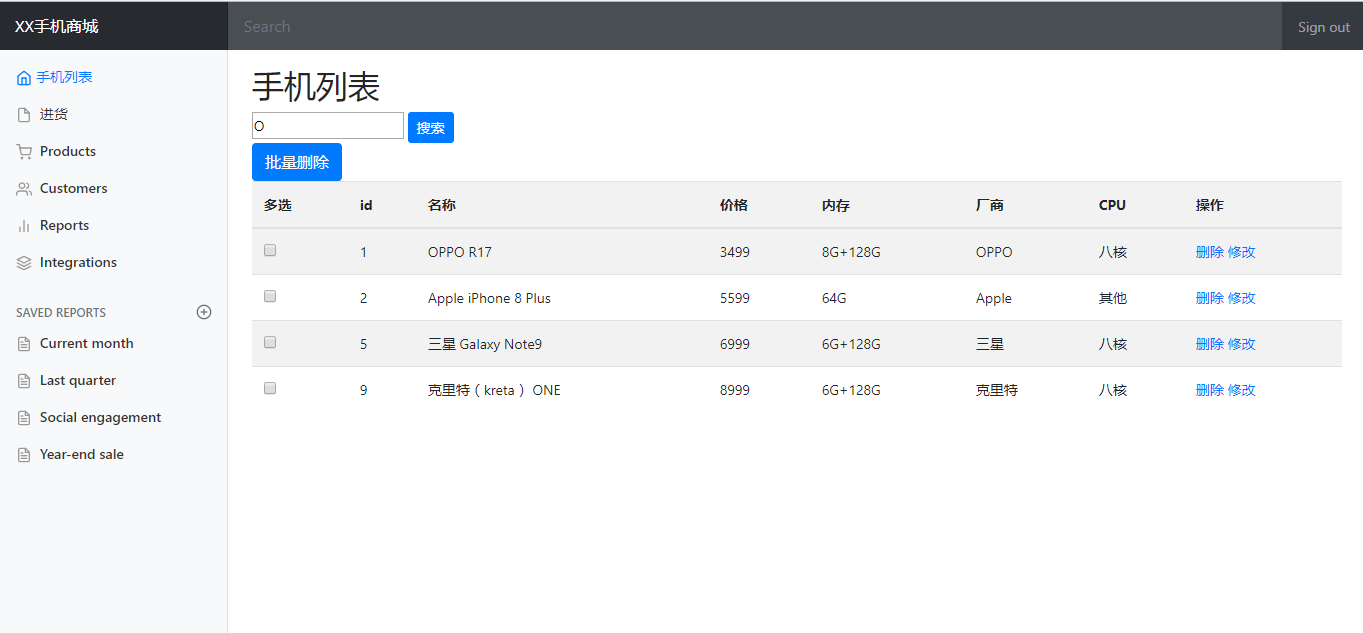 XX手机商城
Search
Sign out
手机列表
进货
Products
Customers
Reports
Integrations
SAVED REPORTS
Current month
Last quarter
Social engagement
Year-end sale
手机列表
O 搜索
批量删除
多选 id 名称 价格 内存 厂商 CPU 操作
1 OPPO R17 3499 8G+128G OPPO 八核 删除 修改
2 Apple iPhone 8 Plus 5599 64G Apple 其他 删除 修改
5 三星 Galaxy Note9 6999 6G+128G 三星 八核 删除 修改
9 克里特（kreta） ONE 8999 6G+128G 克里特 八核 删除 修改